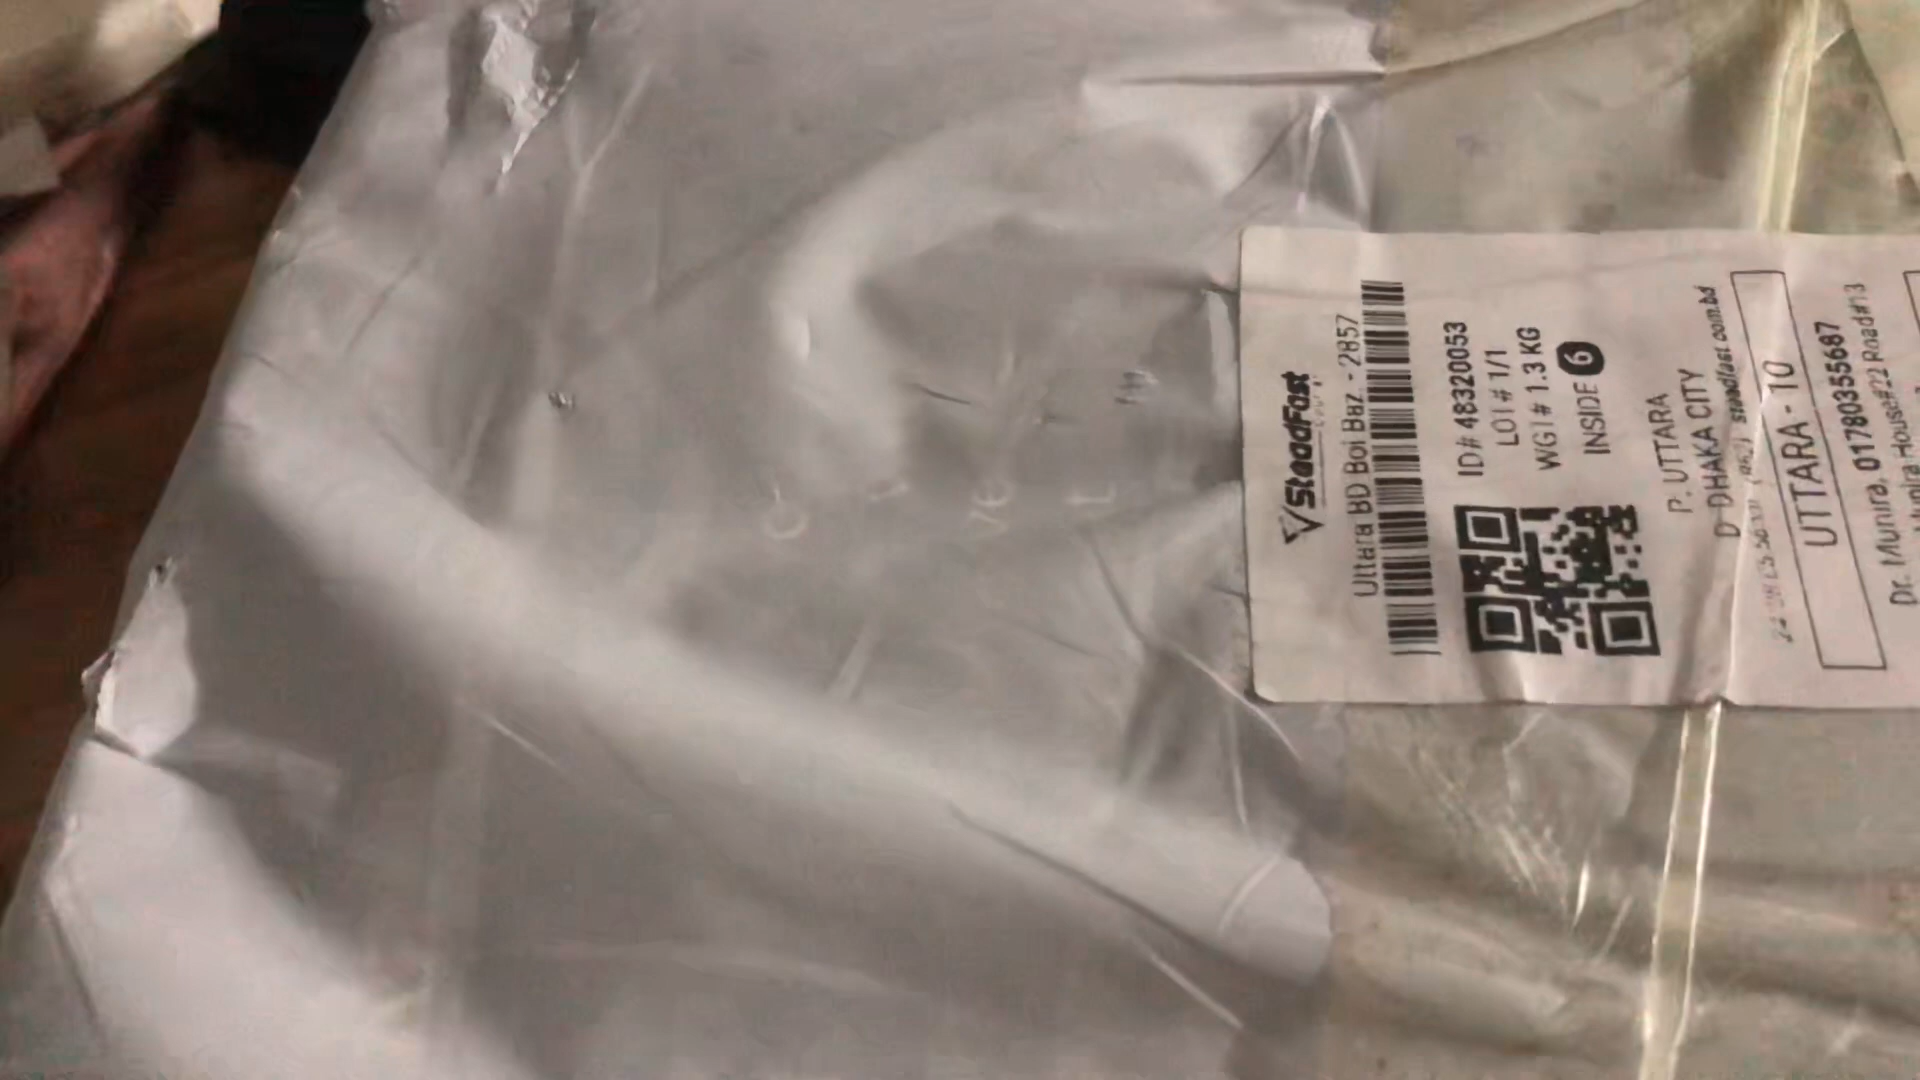 SteadFast
Uttara BD Boi Baz. - 2857
ID# 48320053
LOT# 1/1
WGT# 1.3 KG
INSIDE 6
P. UTTARA
D. DHAKA CITY
steadfast.com.bd
UTTARA - 10
Dr. Munira, 01780355687
House#22 Road#13